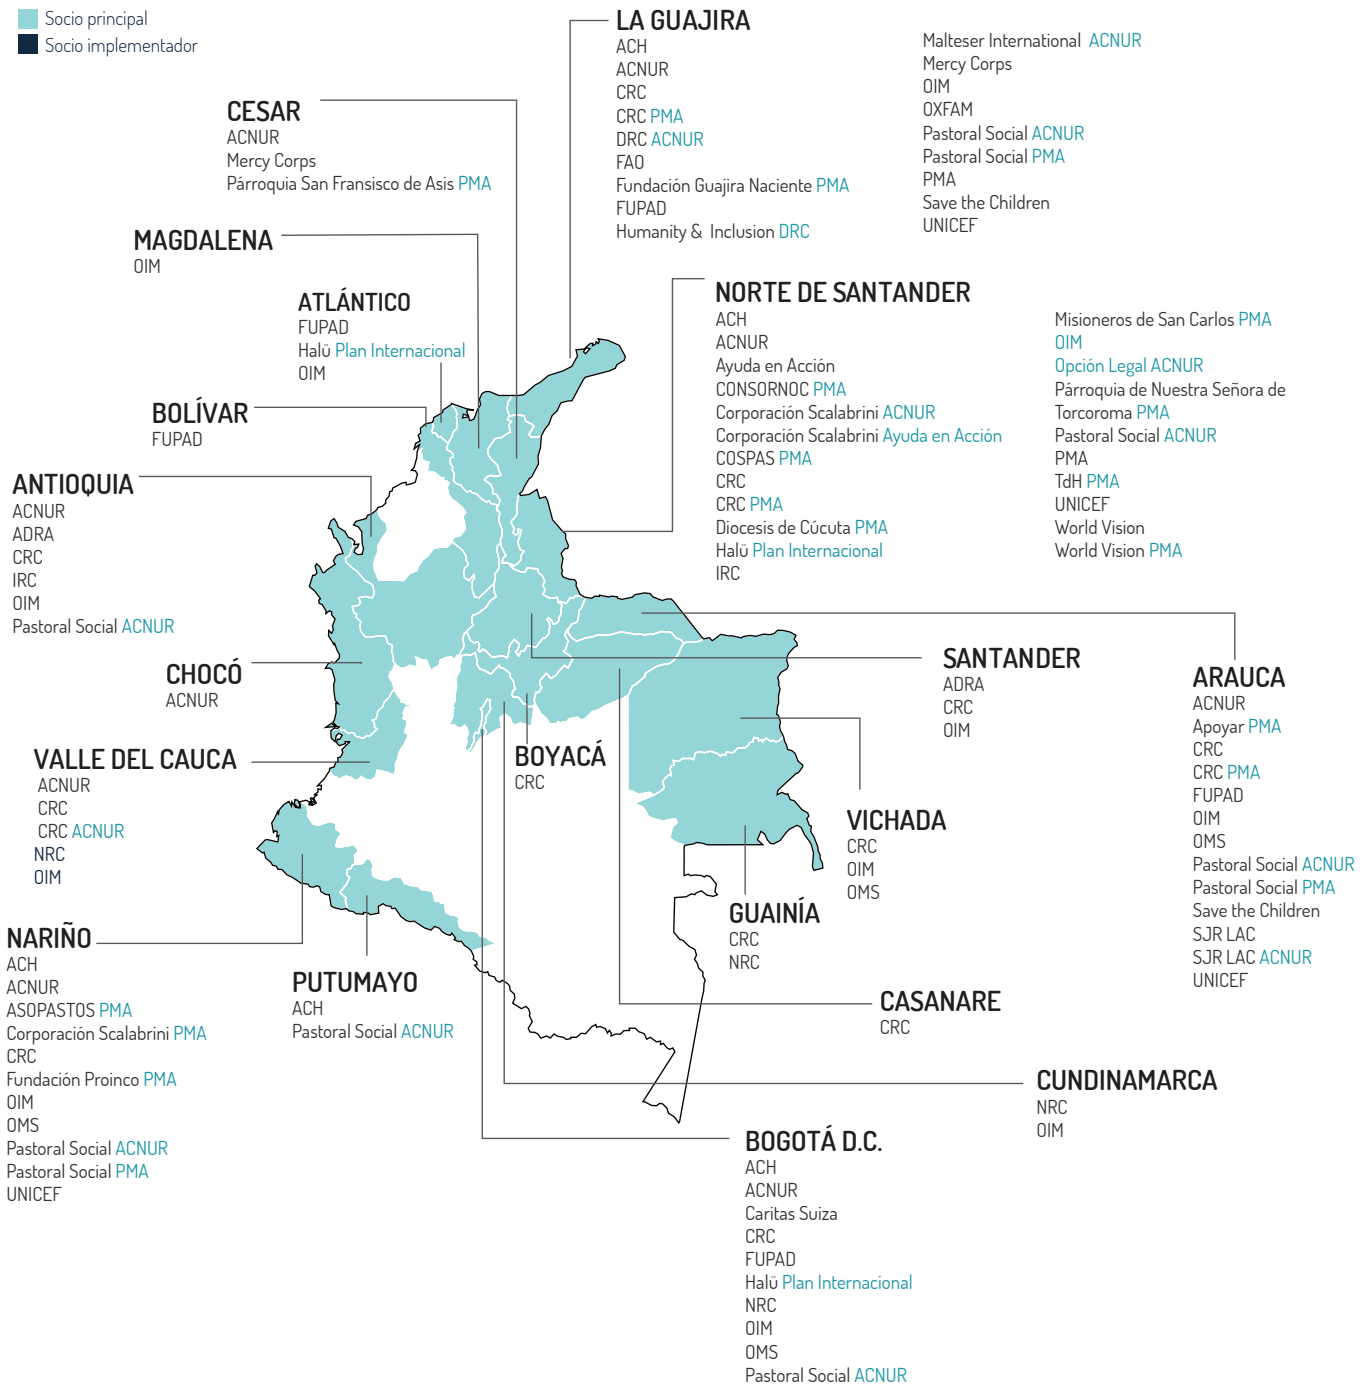 Socio principal
Socio implementador
LA GUAJIRA
ACH
ACNUR
CRC
CRC PMA
DRC ACNUR
FAO
Fundación Guajira Naciente PMA
FUPAD
Humanity & Inclusion DRC
Malteser International ACNUR
Mercy Corps
OIM
OXFAM
Pastoral Social ACNUR
Pastoral Social PMA
PMA
Save the Children
UNICEF
CESAR
ACNUR
Mercy Corps
Párroquia San Fransisco de Asis PMA
MAGDALENA
OIM
ATLÁNTICO
FUPAD
Halü Plan Internacional
OIM
BOLÍVAR
FUPAD
NORTE DE SANTANDER
ACH
ACNUR
Ayuda en Acción
CONSORNOC PMA
Corporación Scalabrini ACNUR
Corporación Scalabrini Ayuda en Acción
COSPAS PMA
CRC
CRC PMA
Diocesis de Cúcuta PMA
Halü Plan Internacional
IRC
Misioneros de San Carlos PMA
OIM
Opción Legal ACNUR
Párroquia de Nuestra Señora de
Torcoroma PMA
Pastoral Social ACNUR
PMA
TdH PMA
UNICEF
World Vision
World Vision PMA
ANTIOQUIA
ACNUR
ADRA
CRC
IRC
OIM
Pastoral Social ACNUR
CHOCÓ
ACNUR
SANTANDER
ADRA
CRC
OIM
ARAUCA
ACNUR
Apoyar PMA
CRC
CRC PMA
FUPAD
OIM
OMS
Pastoral Social ACNUR
Pastoral Social PMA
Save the Children
SJR LAC
SJR LAC ACNUR
UNICEF
VALLE DEL CAUCA
ACNUR
CRC
CRC ACNUR
NRC
OIM
BOYACÁ
CRC
VICHADA
CRC
OIM
OMS
GUAINÍA
CRC
NRC
NARIÑO
ACH
ACNUR
ASOPASTOS PMA
Corporación Scalabrini PMA
CRC
Fundación Proinco PMA
OIM
OMS
Pastoral Social ACNUR
Pastoral Social PMA
UNICEF
PUTUMAYO
ACH
Pastoral Social ACNUR
CASANARE
CRC
CUNDINAMARCA
NRC
OIM
BOGOTÁ D.C.
ACH
ACNUR
Caritas Suiza
CRC
FUPAD
Halü Plan Internacional
NRC
OIM
OMS
Pastoral Social ACNUR